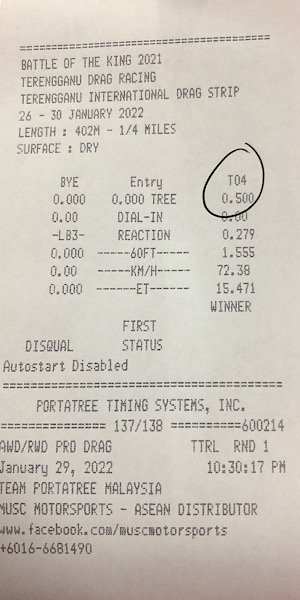 ================================================
BATTLE OF THE KING 2021
TERENGGANU DRAG RACING
TERENGGANU INTERNATIONAL DRAG STRIP
26 - 30 JANUARY 2022
LENGTH : 402M - 1/4 MILES
SURFACE : DRY
BYE Entry T04
0.000 0.000 TREE 0.500
0.00 DIAL-IN 0.00
-LB3- REACTION 0.279
0.000 ------60FT----- 1.555
0.00 ------KM/H----- 72.38
0.000 ------ET------- 15.471
WINNER
FIRST
DISQUAL STATUS
Autostart Disabled
================================================
PORTATREE TIMING SYSTEMS, INC.
================ 137/138 ==========600214
AWD/RWD PRO DRAG TTRL RND 1
January 29, 2022 10:30:17 PM
TEAM PORTATREE MALAYSIA
MUSC MOTORSPORTS - ASEAN DISTRIBUTOR
www.facebook.com/muscmotorsports
+6016-6681490